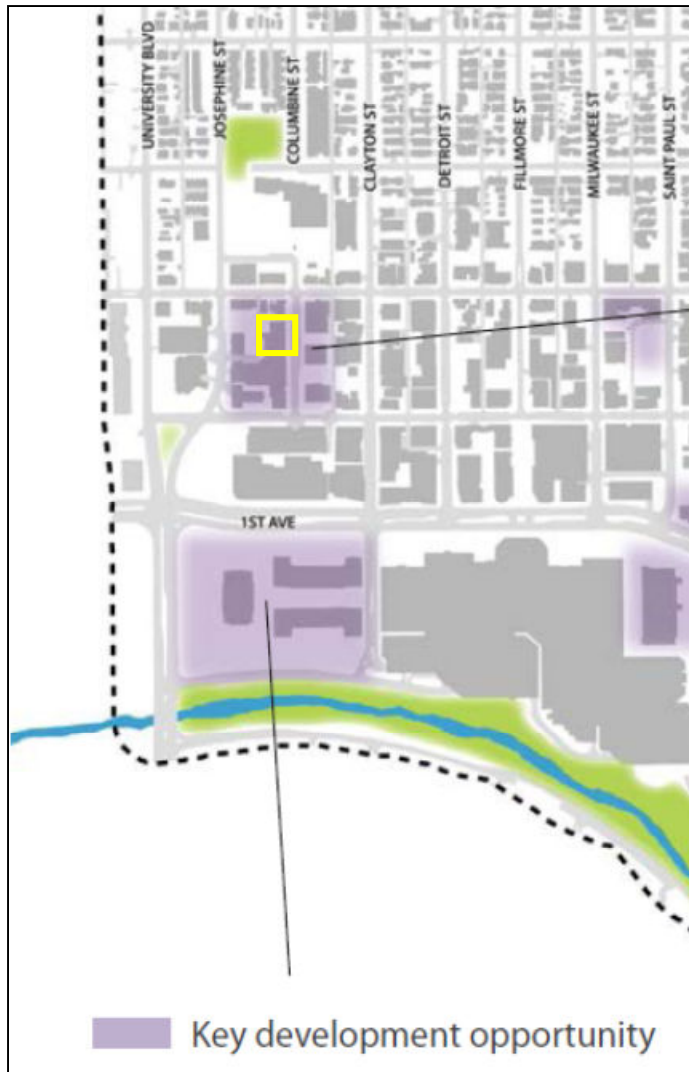 UNIVERSITY BLVD
JOSEPHINE ST
COLUMBINE ST
CLAYTON ST
DETROIT ST
FILLMORE ST
MILWAUKEE ST
SAINT PAUL ST
1ST AVE
Key development opportunity